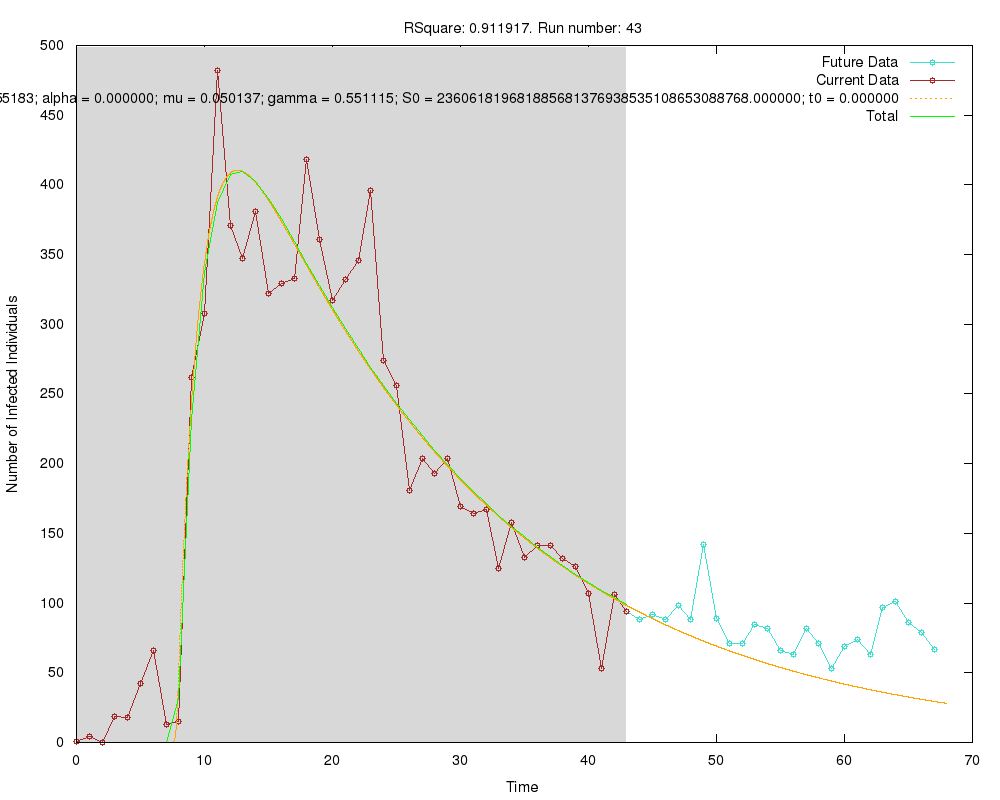 RSquare: 0.911917. Run number: 43
500
450
400
350
300
250
200
150
100
50
0
Number of Infected Individuals
Future Data
Current Data
55183; alpha = 0.000000; mu = 0.050137; gamma = 0.551115; S0 = 236061819681885681376938535108653088768.000000; t0 = 0.000000
Total
0 10 20 30 40 50 60 70
Time